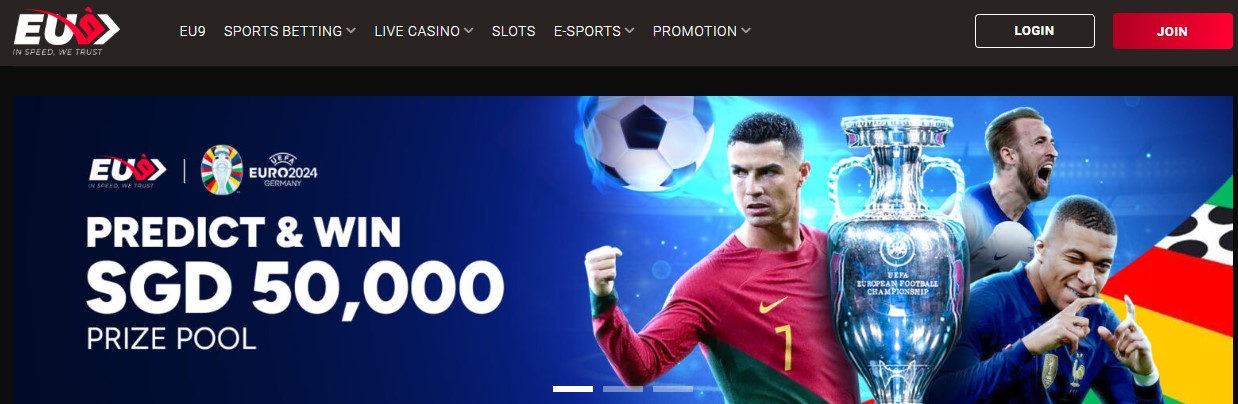 EU9
IN SPEED, WE TRUST
EU9
SPORTS BETTING
LIVE CASINO
SLOTS
E-SPORTS
PROMOTION
LOGIN
JOIN
EU9
IN SPEED, WE TRUST
UEFA
EURO2024
GERMANY
PREDICT & WIN
SGD 50,000
PRIZE POOL
1
UEFA
EUROPEAN FOOTBALL
CHAMPIONSHIP